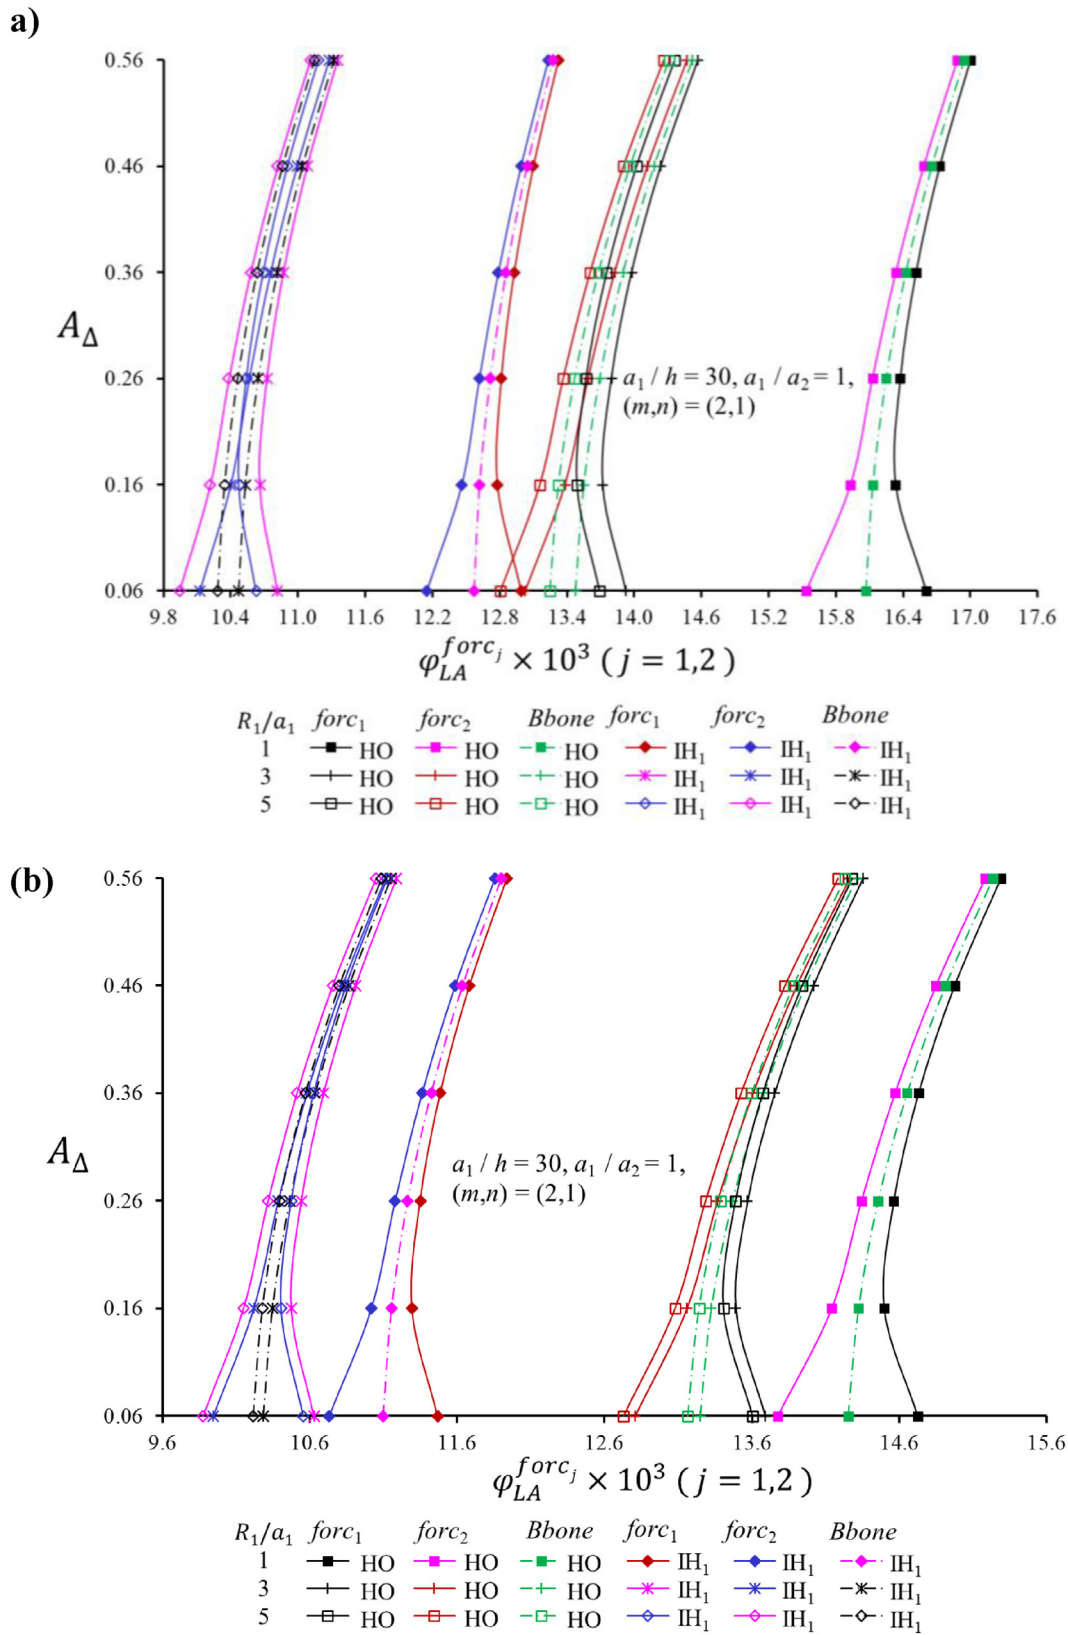 a)
0.56
0.46
0.36
A_Δ
0.26
a₁ / h = 30, a₁ / a₂ = 1,
(m,n) = (2,1)
0.16
0.06
9.8 10.4 11.0 11.6 12.2 12.8 13.4 14.0 14.6 15.2 15.8 16.4 17.0 17.6
φ_LA^forc_j × 10³ ( j = 1,2 )
R₁/a₁ forc₁ forc₂ Bbone forc₁ forc₂ Bbone
1 HO HO HO IH₁ IH₁ IH₁
3 HO HO HO IH₁ IH₁ IH₁
5 HO HO HO IH₁ IH₁ IH₁
(b)
0.56
0.46
0.36
A_Δ
a₁ / h = 30, a₁ / a₂ = 1,
(m,n) = (2,1)
0.26
0.16
0.06
9.6 10.6 11.6 12.6 13.6 14.6 15.6
φ_LA^forc_j × 10³ ( j = 1,2 )
R₁/a₁ forc₁ forc₂ Bbone forc₁ forc₂ Bbone
1 HO HO HO IH₁ IH₁ IH₁
3 HO HO HO IH₁ IH₁ IH₁
5 HO HO HO IH₁ IH₁ IH₁